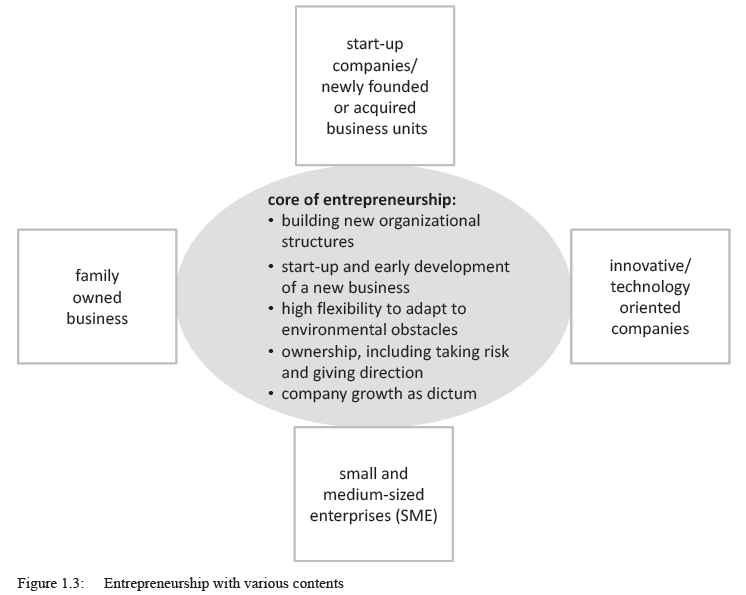 start-up
companies/
newly founded
or acquired
business units
core of entrepreneurship:
• building new organizational
structures
• start-up and early development
of a new business
• high flexibility to adapt to
environmental obstacles
• ownership, including taking risk
and giving direction
• company growth as dictum
family
owned
business
innovative/
technology
oriented
companies
small and
medium-sized
enterprises (SME)
Figure 1.3: Entrepreneurship with various contents